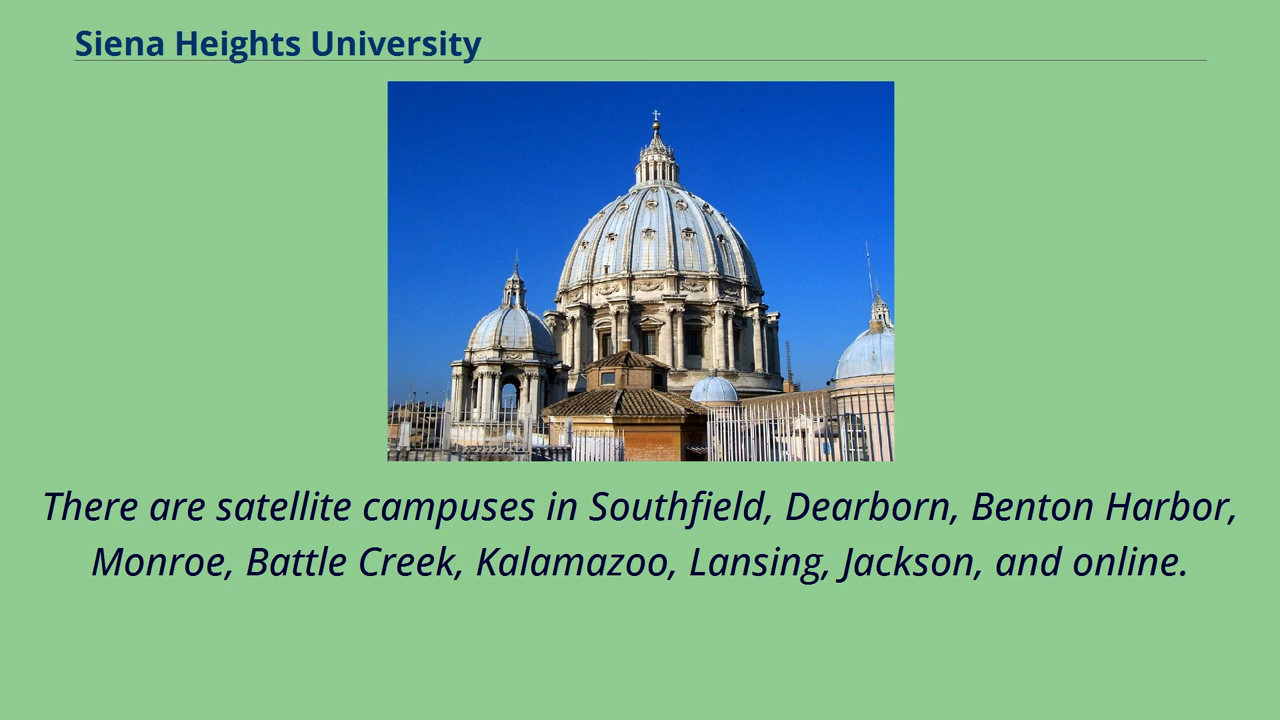 Siena Heights University
There are satellite campuses in Southfield, Dearborn, Benton Harbor,
Monroe, Battle Creek, Kalamazoo, Lansing, Jackson, and online.